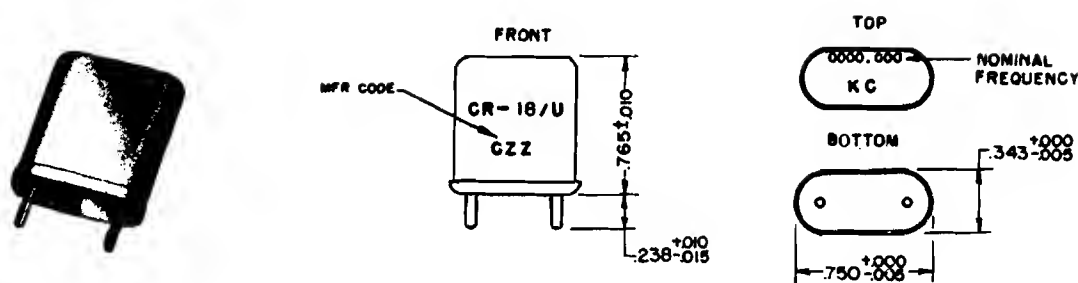 FRONT
MFR CODE
CR-18/U
CZZ
.765±.010
.238 +.010 -.015
TOP
0000.000
KC
NOMINAL
FREQUENCY
BOTTOM
.343 +.000 -.005
.750 +.000 -.005